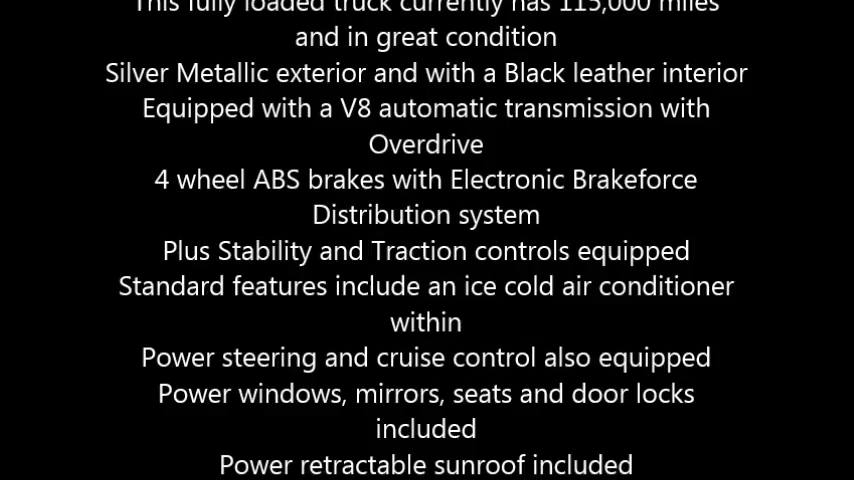 This fully loaded truck currently has 115,000 miles
and in great condition
Silver Metallic exterior and with a Black leather interior
Equipped with a V8 automatic transmission with
Overdrive
4 wheel ABS brakes with Electronic Brakeforce
Distribution system
Plus Stability and Traction controls equipped
Standard features include an ice cold air conditioner
within
Power steering and cruise control also equipped
Power windows, mirrors, seats and door locks
included
Power retractable sunroof included